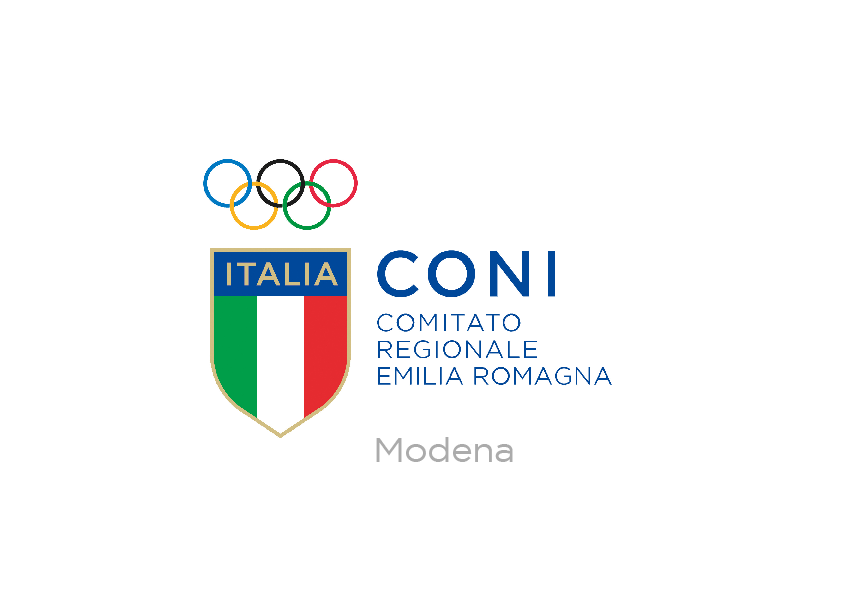 ITALIA
CONI
COMITATO
REGIONALE
EMILIA ROMAGNA
Modena